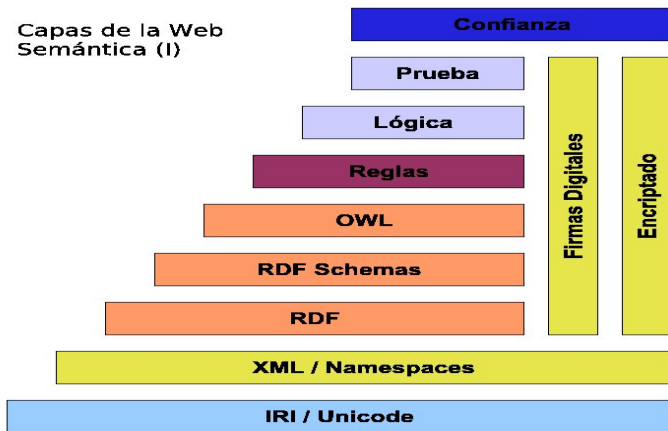 Capas de la Web
Semántica (I)
Confianza
Prueba
Lógica
Reglas
OWL
RDF Schemas
RDF
Firmas Digitales
Encriptado
XML / Namespaces
IRI / Unicode